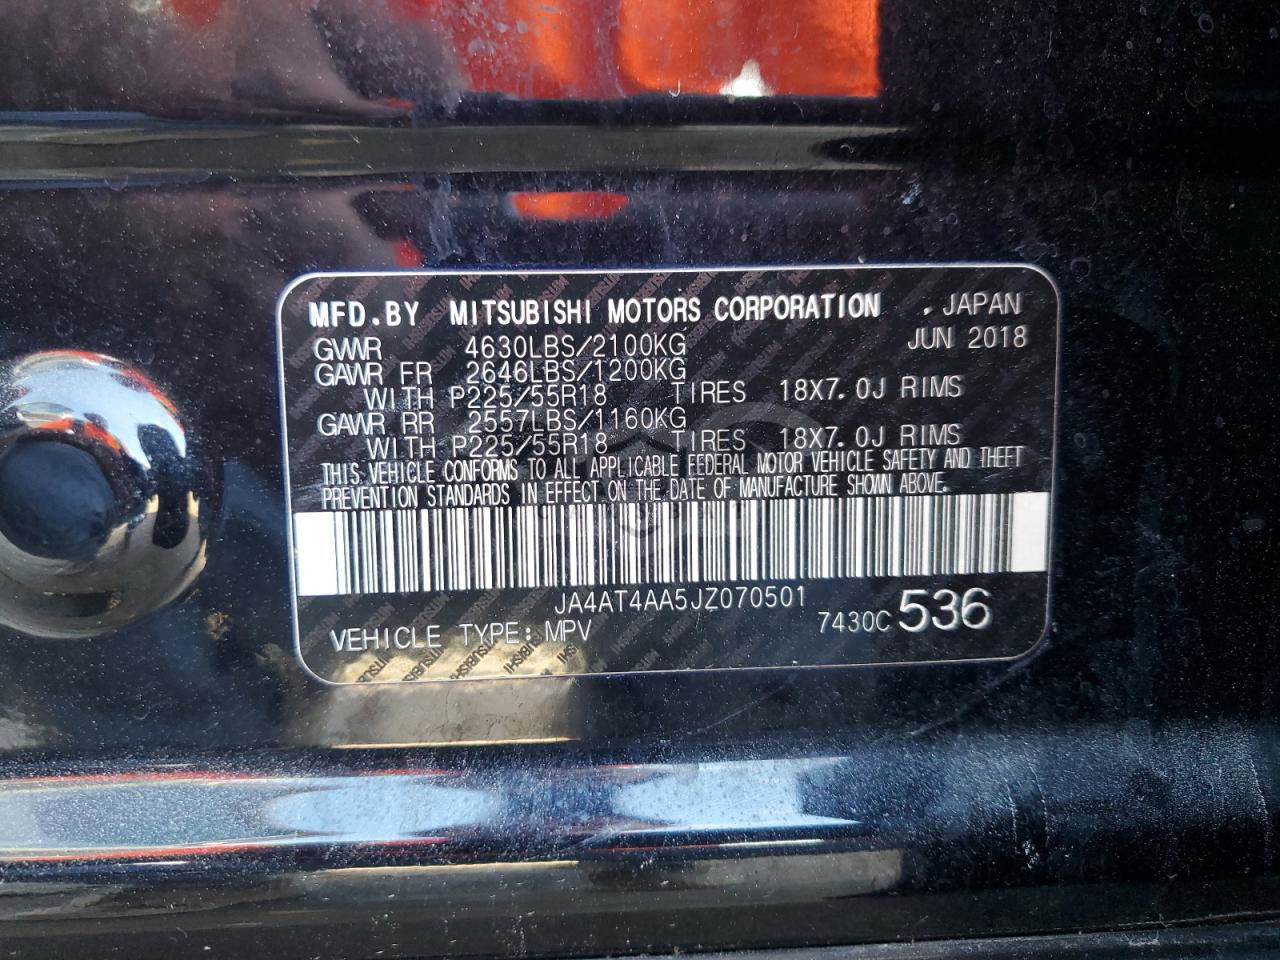 MFD.BY MITSUBISHI MOTORS CORPORATION . JAPAN
JUN 2018
GVWR 4630LBS/2100KG
GAWR FR 2646LBS/1200KG
WITH P225/55R18 TIRES 18X7.0J RIMS
GAWR RR 2557LBS/1160KG
WITH P225/55R18 TIRES 18X7.0J RIMS
THIS VEHICLE CONFORMS TO ALL APPLICABLE FEDERAL MOTOR VEHICLE SAFETY AND THEFT
PREVENTION STANDARDS IN EFFECT ON THE DATE OF MANUFACTURE SHOWN ABOVE.
JA4AT4AA5JZ070501
VEHICLE TYPE: MPV 7430C 536